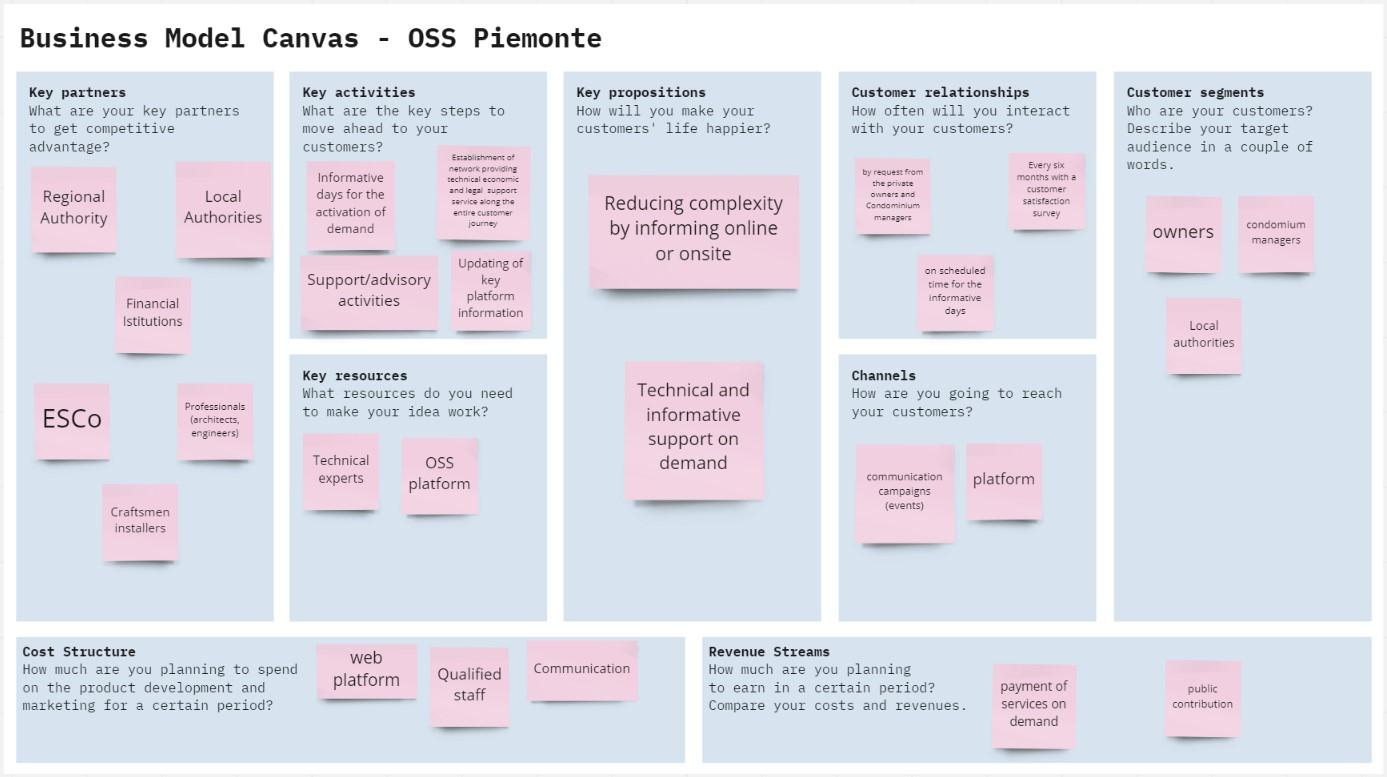 Business Model Canvas - OSS Piemonte
Key partners
What are your key partners
to get competitive
advantage?
Regional
Authority
Local
Authorities
Financial
Istitutions
ESCo
Professionals
(architects,
engineers)
Craftsmen
installers
Key activities
What are the key steps to
move ahead to your
customers?
Informative
days for the
activation of
demand
Establishment of
network providing
technical economic
and legal support
service along the
entire customer
journey
Support/advisory
activities
Updating of
key
platform
information
Key resources
What resources do you need
to make your idea work?
Technical
experts
OSS
platform
Key propositions
How will you make your
customers' life happier?
Reducing complexity
by informing online
or onsite
Technical and
informative
support on
demand
Customer relationships
How often will you interact
with your customers?
by request from
the private
owners and
Condominium
managers
Every six
months with a
customer
satisfaction
survey
on scheduled
time for the
informative
days
Channels
How are you going to reach
your customers?
communication
campaigns
(events)
platform
Customer segments
Who are your customers?
Describe your target
audience in a couple of
words.
owners
condomium
managers
Local
authorities
Cost Structure
How much are you planning to spend
on the product development and
marketing for a certain period?
web
platform
Qualified
staff
Communication
Revenue Streams
How much are you planning
to earn in a certain period?
Compare your costs and revenues.
payment of
services on
demand
public
contribution